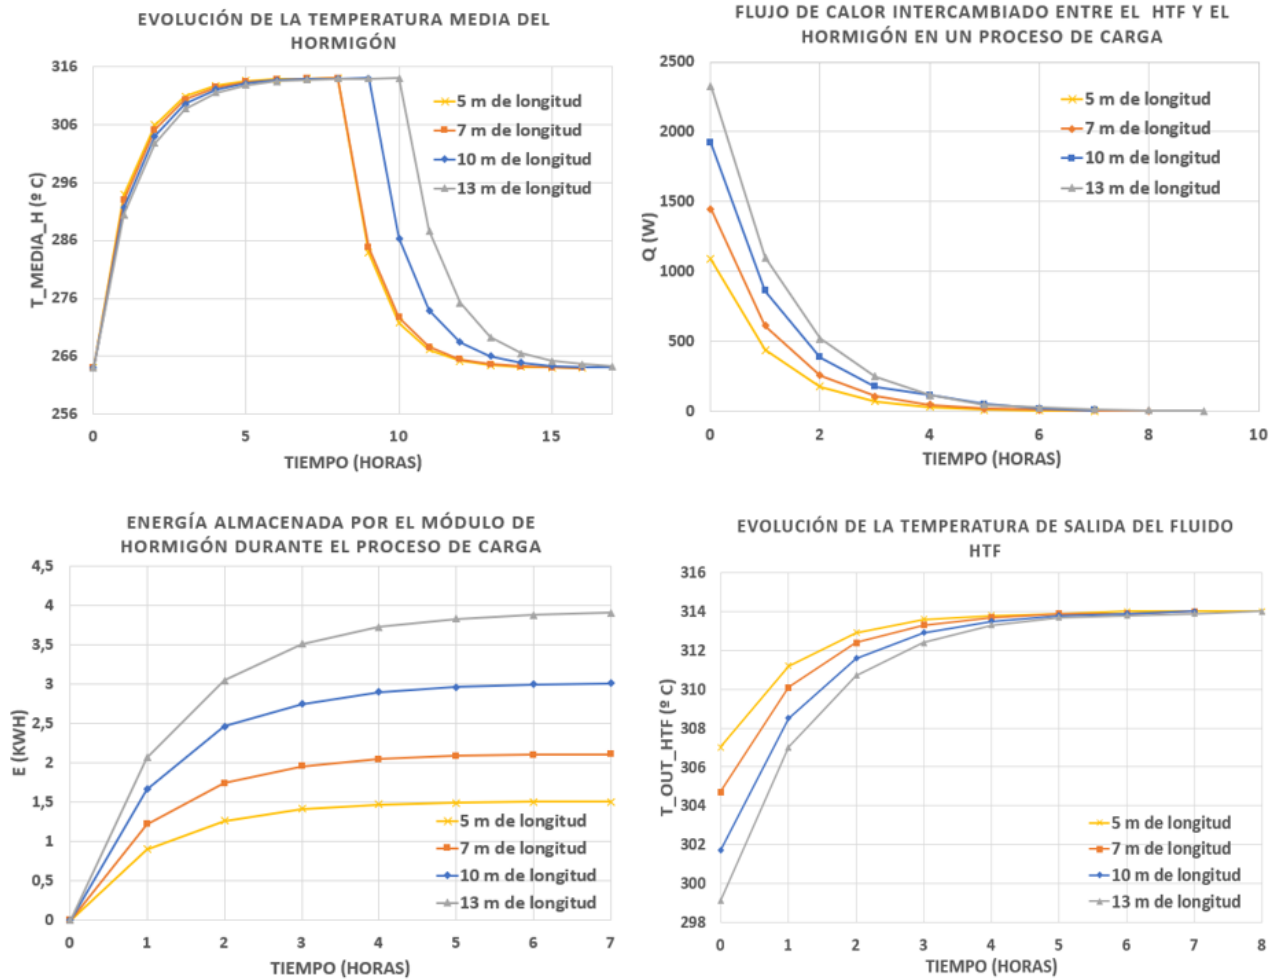 EVOLUCIÓN DE LA TEMPERATURA MEDIA DEL
HORMIGÓN
316
306
296
286
276
266
256
T_MEDIA_H (º C)
0
5
10
15
TIEMPO (HORAS)
5 m de longitud
7 m de longitud
10 m de longitud
13 m de longitud
FLUJO DE CALOR INTERCAMBIADO ENTRE EL HTF Y EL
HORMIGÓN EN UN PROCESO DE CARGA
2500
2000
1500
1000
500
0
Q (W)
0
2
4
6
8
10
TIEMPO (HORAS)
5 m de longitud
7 m de longitud
10 m de longitud
13 m de longitud
ENERGÍA ALMACENADA POR EL MÓDULO DE
HORMIGÓN DURANTE EL PROCESO DE CARGA
4,5
4
3,5
3
2,5
2
1,5
1
0,5
0
E (KWH)
0
1
2
3
4
5
6
7
TIEMPO (HORAS)
5 m de longitud
7 m de longitud
10 m de longitud
13 m de longitud
EVOLUCIÓN DE LA TEMPERATURA DE SALIDA DEL FLUIDO
HTF
316
314
312
310
308
306
304
302
300
298
T_OUT_HTF (º C)
0
1
2
3
4
5
6
7
8
TIEMPO (HORAS)
5 m de longitud
7 m de longitud
10 m de longitud
13 m de longitud